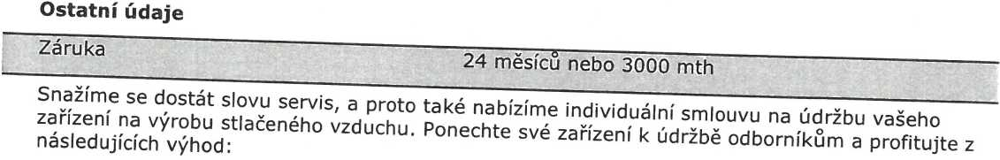 Ostatní údaje
Záruka 24 měsíců nebo 3000 mth
Snažíme se dostát slovu servis, a proto také nabízíme individuální smlouvu na údržbu vašeho
zařízení na výrobu stlačeného vzduchu. Ponechte své zařízení k údržbě odborníkům a profitujte z
následujících výhod: